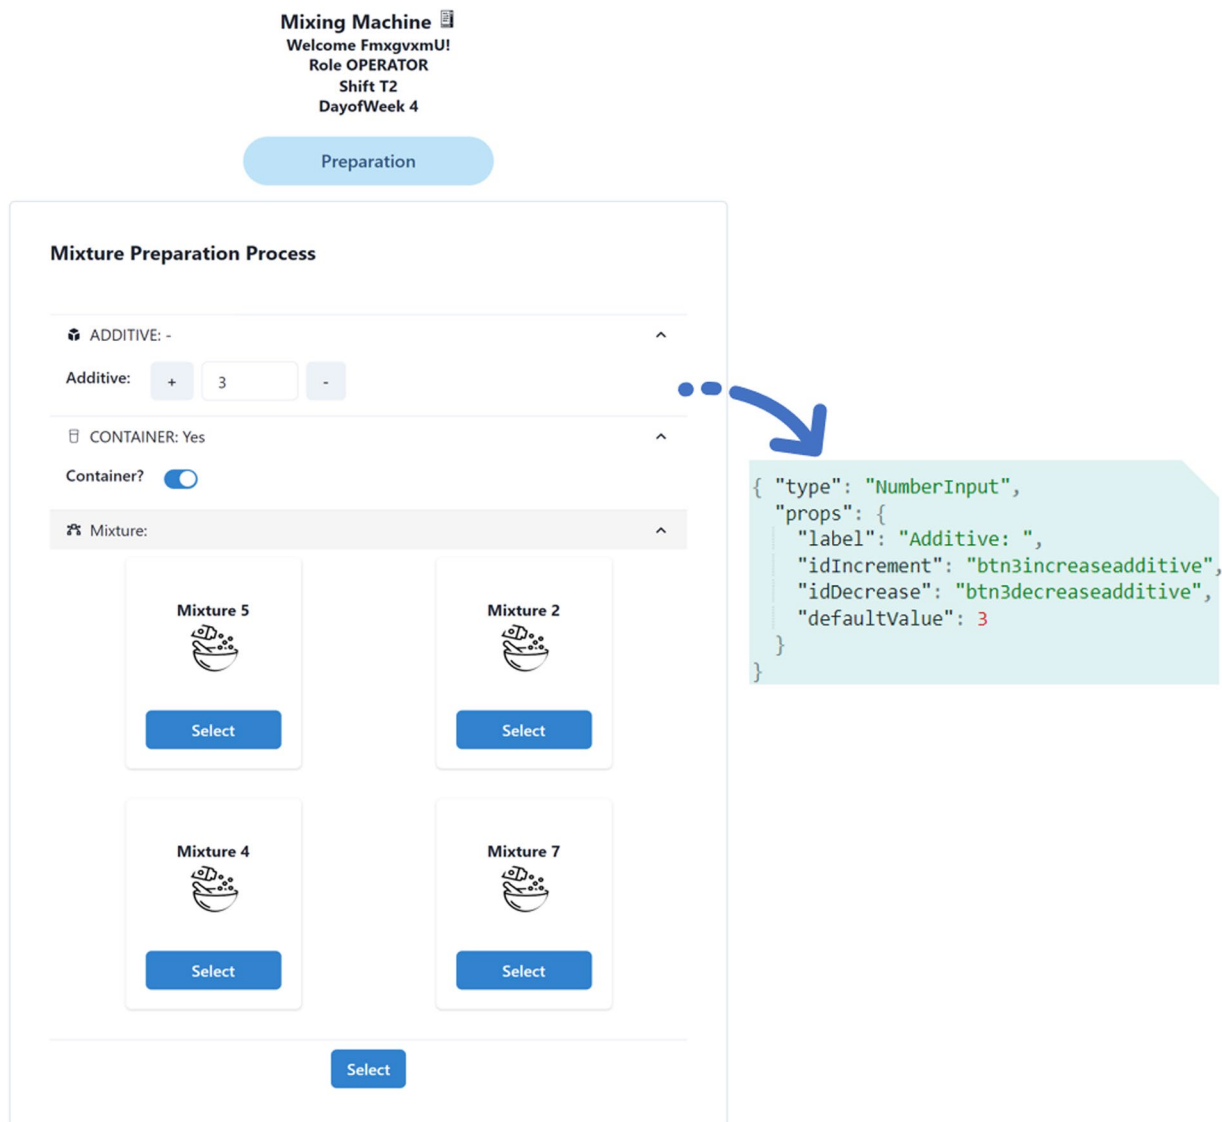 Mixing Machine
Welcome FmxgvxmU!
Role OPERATOR
Shift T2
DayofWeek 4
Preparation
Mixture Preparation Process
ADDITIVE: -
Additive: + 3 -
CONTAINER: Yes
Container?
Mixture:
Mixture 5 Mixture 2
Select Select
Mixture 4 Mixture 7
Select Select
Select
{ "type": "NumberInput",
"props": {
"label": "Additive: ",
"idIncrement": "btn3increaseadditive",
"idDecrease": "btn3decreaseadditive",
"defaultValue": 3
}
}